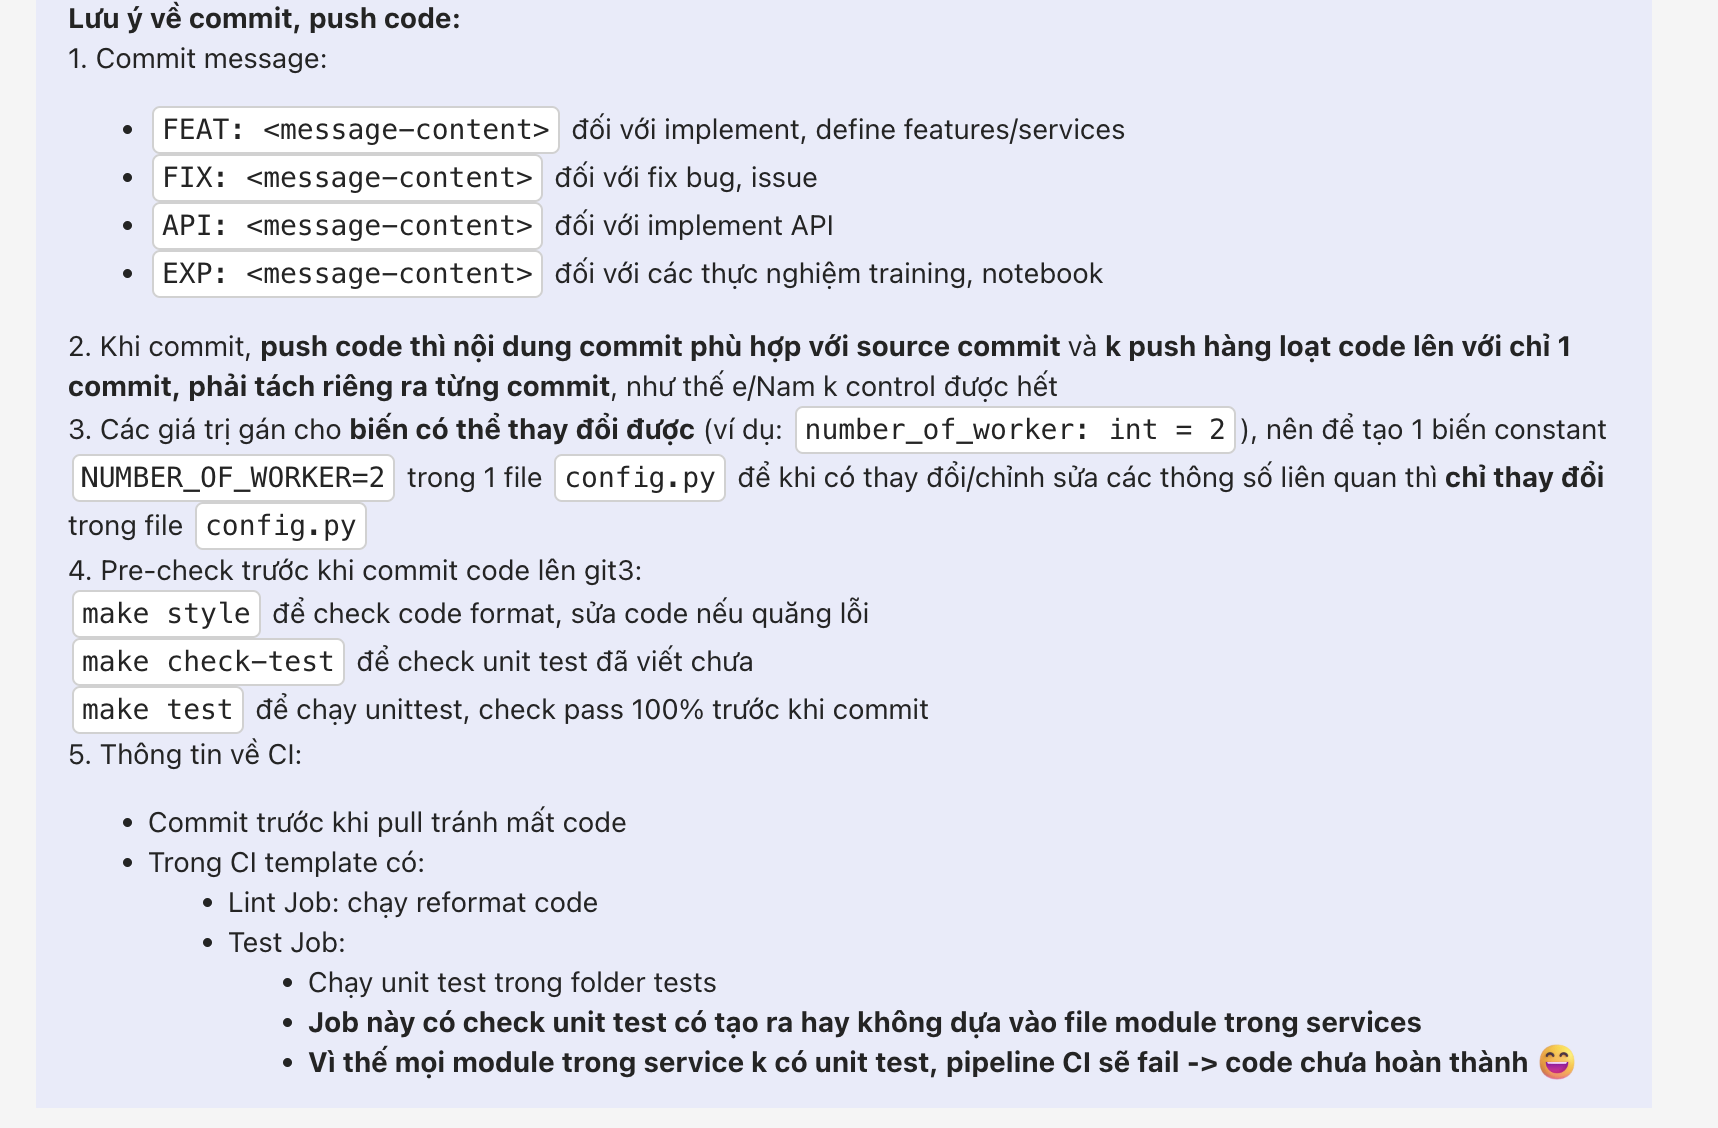 Lưu ý về commit, push code:
1. Commit message:
• FEAT: <message-content> đối với implement, define features/services
• FIX: <message-content> đối với fix bug, issue
• API: <message-content> đối với implement API
• EXP: <message-content> đối với các thực nghiệm training, notebook
2. Khi commit, push code thì nội dung commit phù hợp với source commit và k push hàng loạt code lên với chỉ 1
commit, phải tách riêng ra từng commit, như thế e/Nam k control được hết
3. Các giá trị gán cho biến có thể thay đổi được (ví dụ: number_of_worker: int = 2), nên để tạo 1 biến constant
NUMBER_OF_WORKER=2 trong 1 file config.py để khi có thay đổi/chỉnh sửa các thông số liên quan thì chỉ thay đổi
trong file config.py
4. Pre-check trước khi commit code lên git3:
make style để check code format, sửa code nếu quăng lỗi
make check-test để check unit test đã viết chưa
make test để chạy unittest, check pass 100% trước khi commit
5. Thông tin về CI:
• Commit trước khi pull tránh mất code
• Trong CI template có:
• Lint Job: chạy reformat code
• Test Job:
• Chạy unit test trong folder tests
• Job này có check unit test có tạo ra hay không dựa vào file module trong services
• Vì thế mọi module trong service k có unit test, pipeline CI sẽ fail -> code chưa hoàn thành 😄